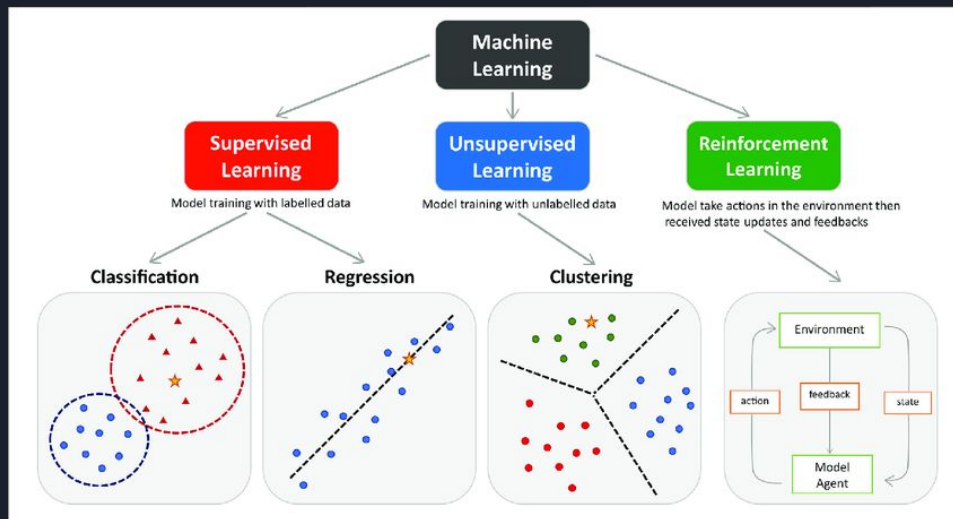 Machine
Learning
Supervised
Learning
Unsupervised
Learning
Reinforcement
Learning
Model training with labelled data
Model training with unlabelled data
Model take actions in the environment then
received state updates and feedbacks
Classification
Regression
Clustering
Environment
action
feedback
state
Model
Agent